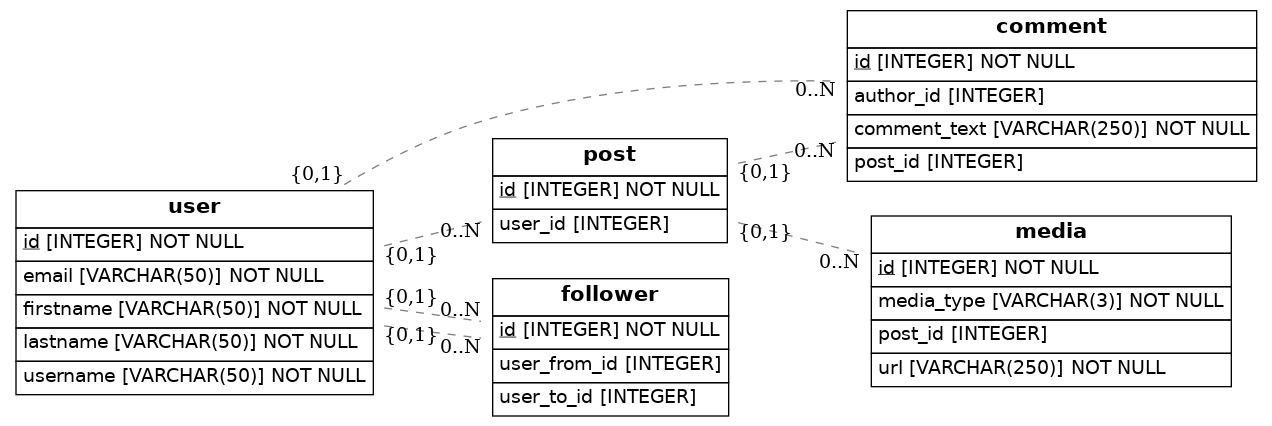 comment
id [INTEGER] NOT NULL
author_id [INTEGER]
comment_text [VARCHAR(250)] NOT NULL
post_id [INTEGER]
0..N
0..N
post
id [INTEGER] NOT NULL
user_id [INTEGER]
{0,1}
{0,1}
{0,1}
user
id [INTEGER] NOT NULL
email [VARCHAR(50)] NOT NULL
firstname [VARCHAR(50)] NOT NULL
lastname [VARCHAR(50)] NOT NULL
username [VARCHAR(50)] NOT NULL
0..N
{0,1}
{0,1}
0..N
{0,1}
0..N
follower
id [INTEGER] NOT NULL
user_from_id [INTEGER]
user_to_id [INTEGER]
0..N
media
id [INTEGER] NOT NULL
media_type [VARCHAR(3)] NOT NULL
post_id [INTEGER]
url [VARCHAR(250)] NOT NULL